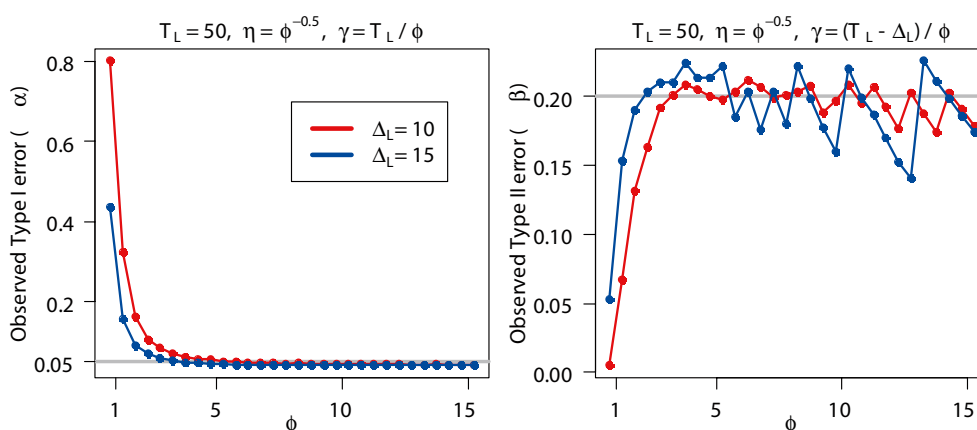 T_L = 50, η = ϕ^−0.5, γ = T_L / ϕ
Observed Type I error ( α)
0.8
0.6
0.4
0.2
0.05
Δ_L = 10
Δ_L = 15
1 5 10 15
ϕ
T_L = 50, η = ϕ^−0.5, γ = (T_L - Δ_L) / ϕ
Observed Type II error ( β)
0.20
0.15
0.10
0.05
0.00
1 5 10 15
ϕ